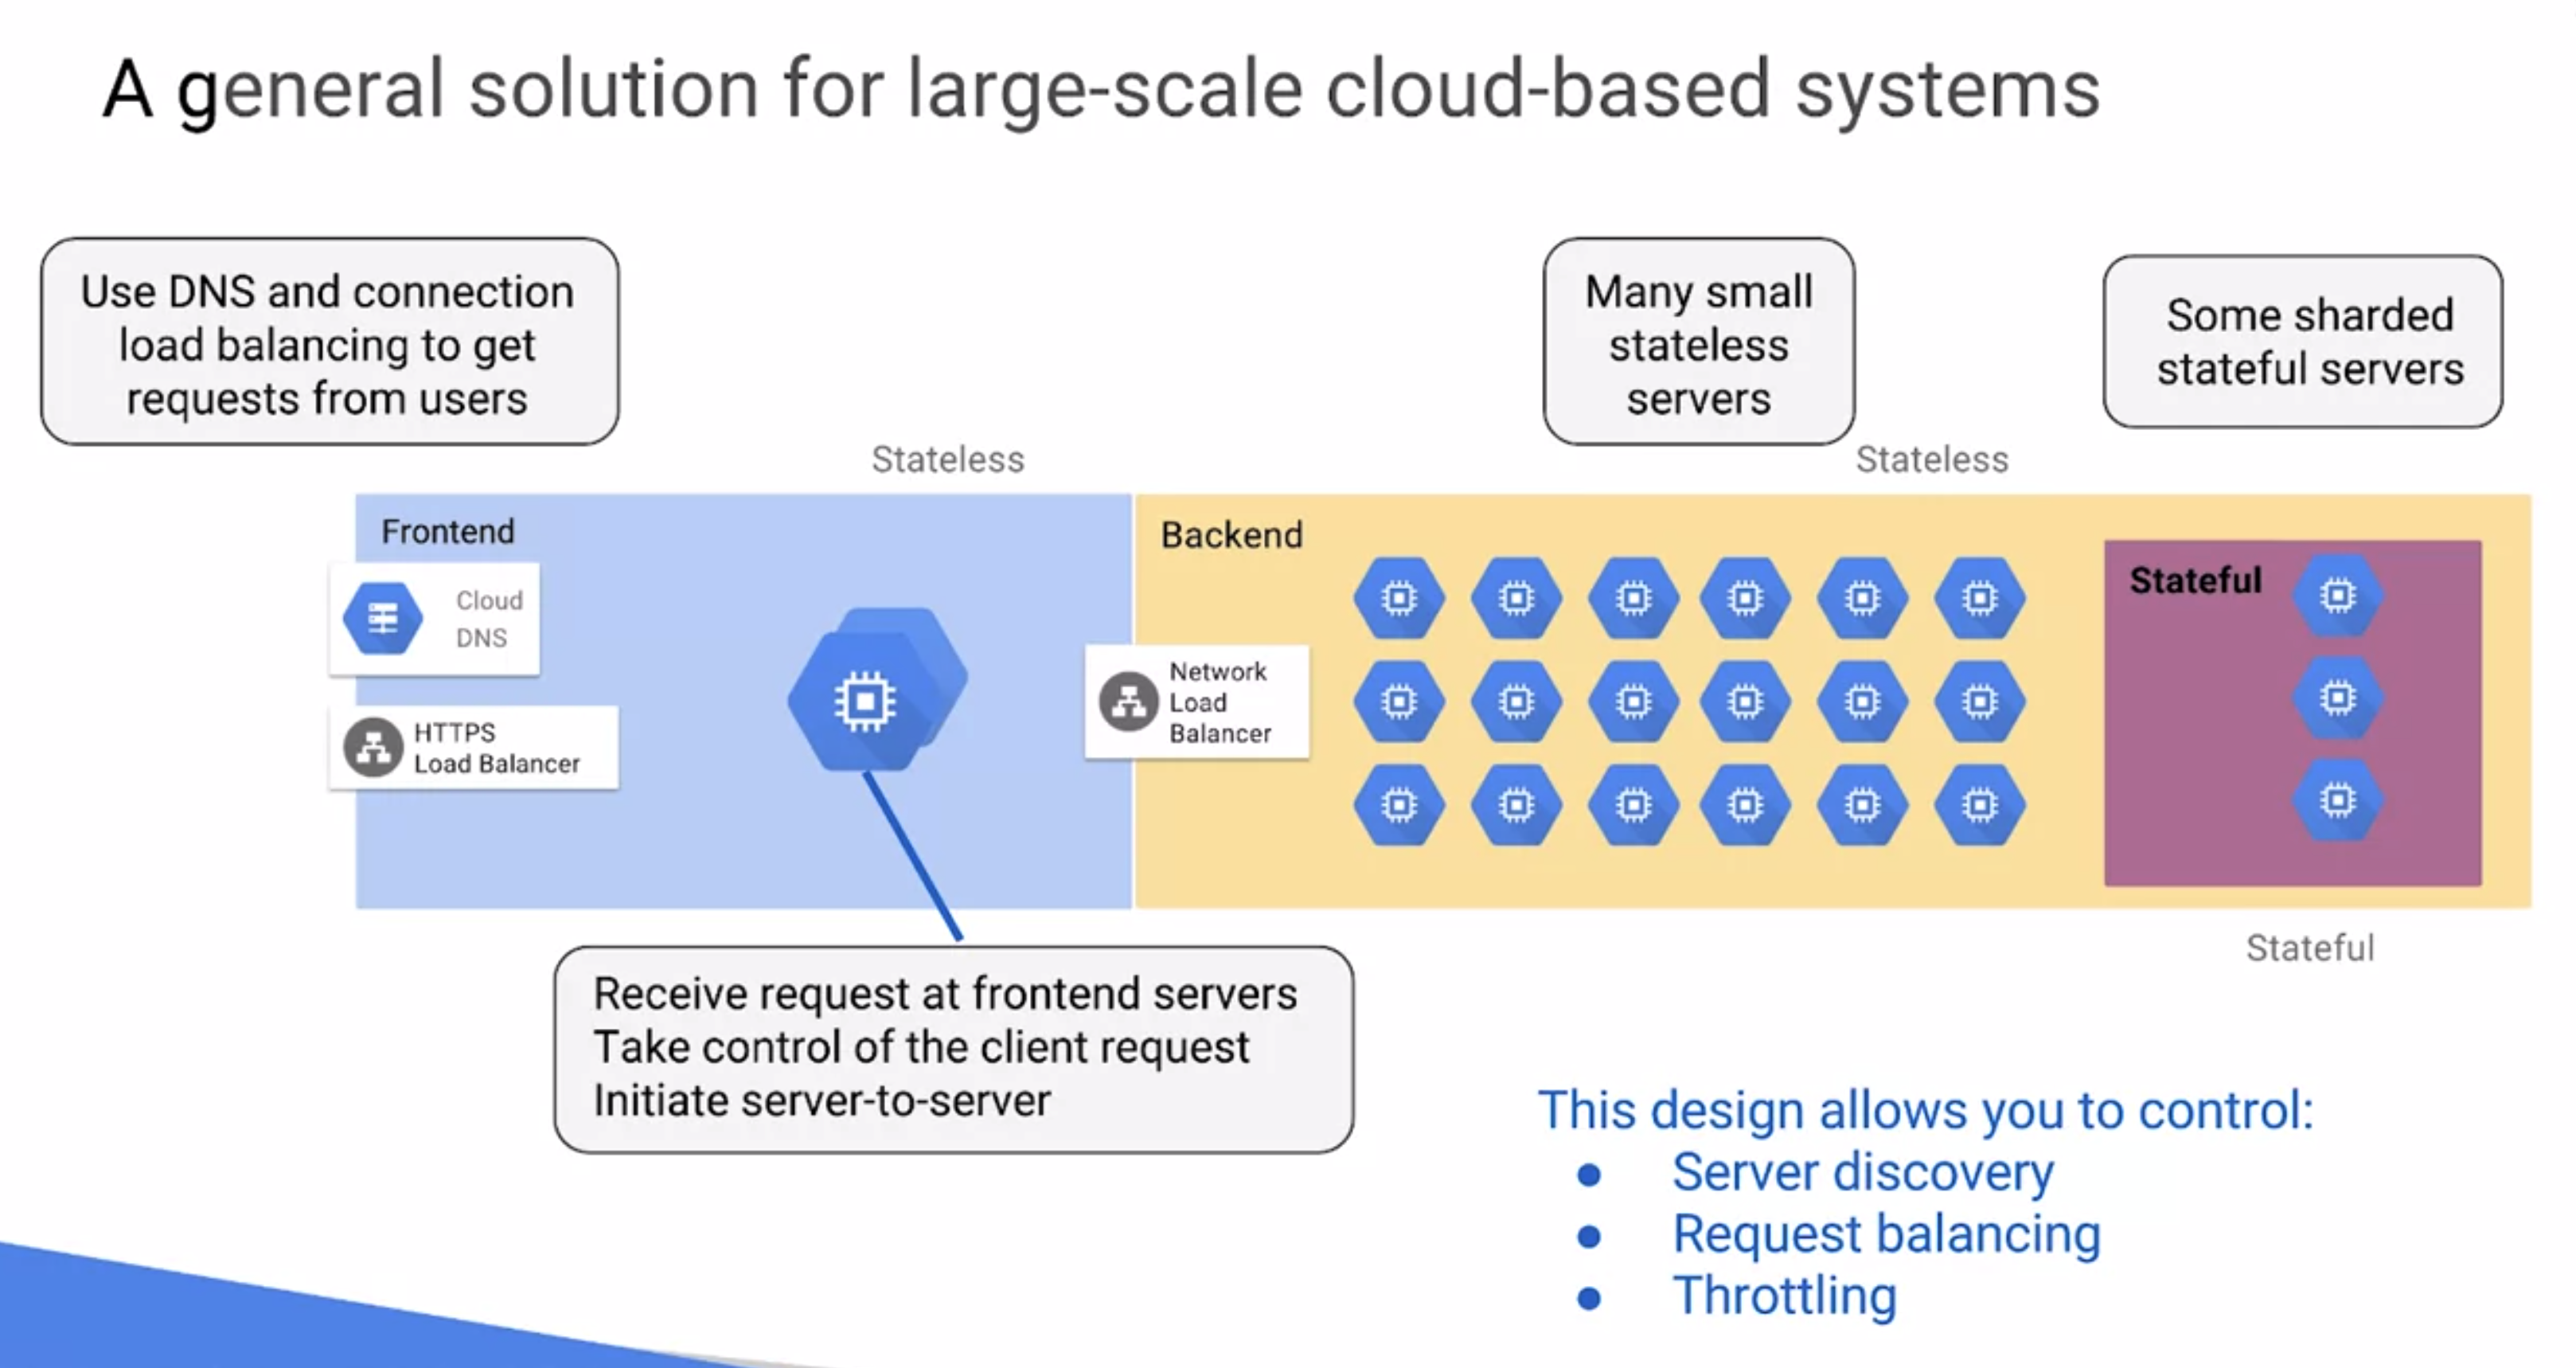 A general solution for large-scale cloud-based systems
Use DNS and connection
load balancing to get
requests from users
Many small
stateless
servers
Some sharded
stateful servers
Stateless
Stateless
Frontend
Cloud
DNS
HTTPS
Load Balancer
Backend
Network
Load
Balancer
Stateful
Stateful
Receive request at frontend servers
Take control of the client request
Initiate server-to-server
This design allows you to control:
● Server discovery
● Request balancing
● Throttling